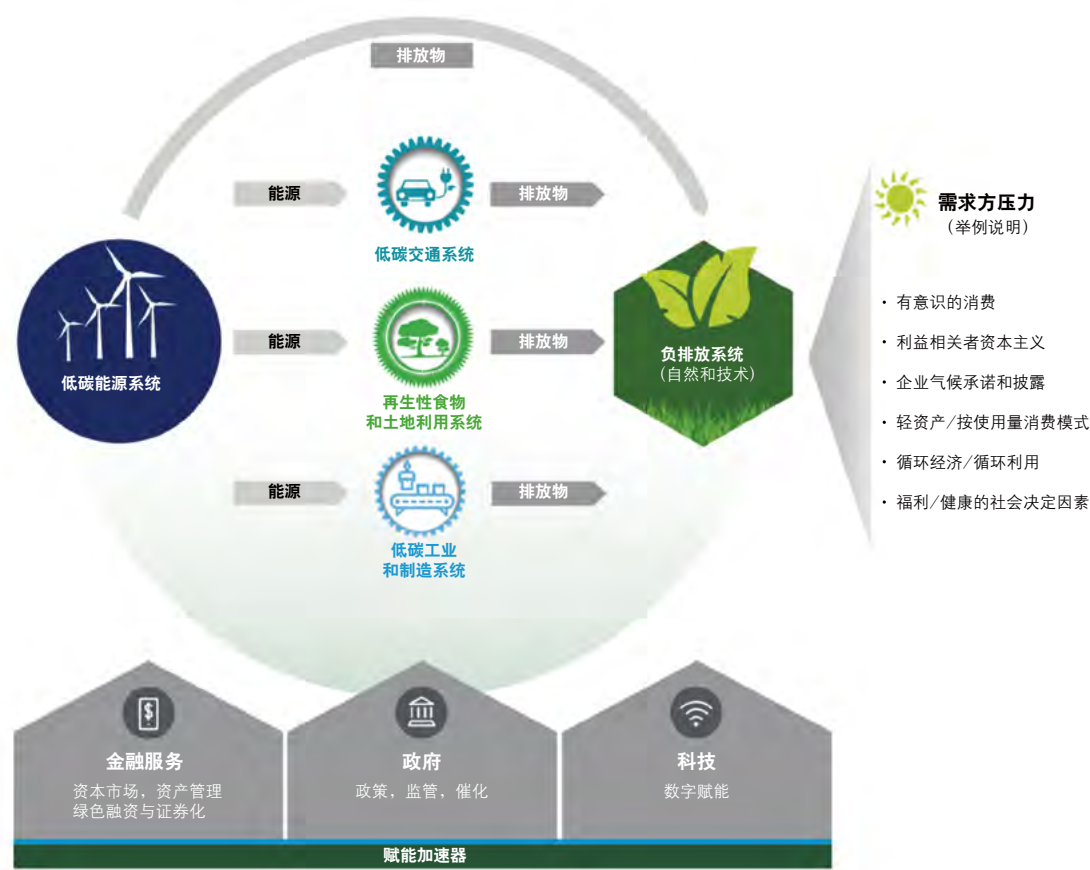 排放物
能源
排放物
低碳交通系统
低碳能源系统
能源
排放物
再生性食物
和土地利用系统
负排放系统
(自然和技术)
能源
排放物
低碳工业
和制造系统
需求方压力
(举例说明)
• 有意识的消费
• 利益相关者资本主义
• 企业气候承诺和披露
• 轻资产/按使用量消费模式
• 循环经济/循环利用
• 福利/健康的社会决定因素
金融服务
资本市场，资产管理
绿色融资与证券化
政府
政策，监管，催化
科技
数字赋能
赋能加速器